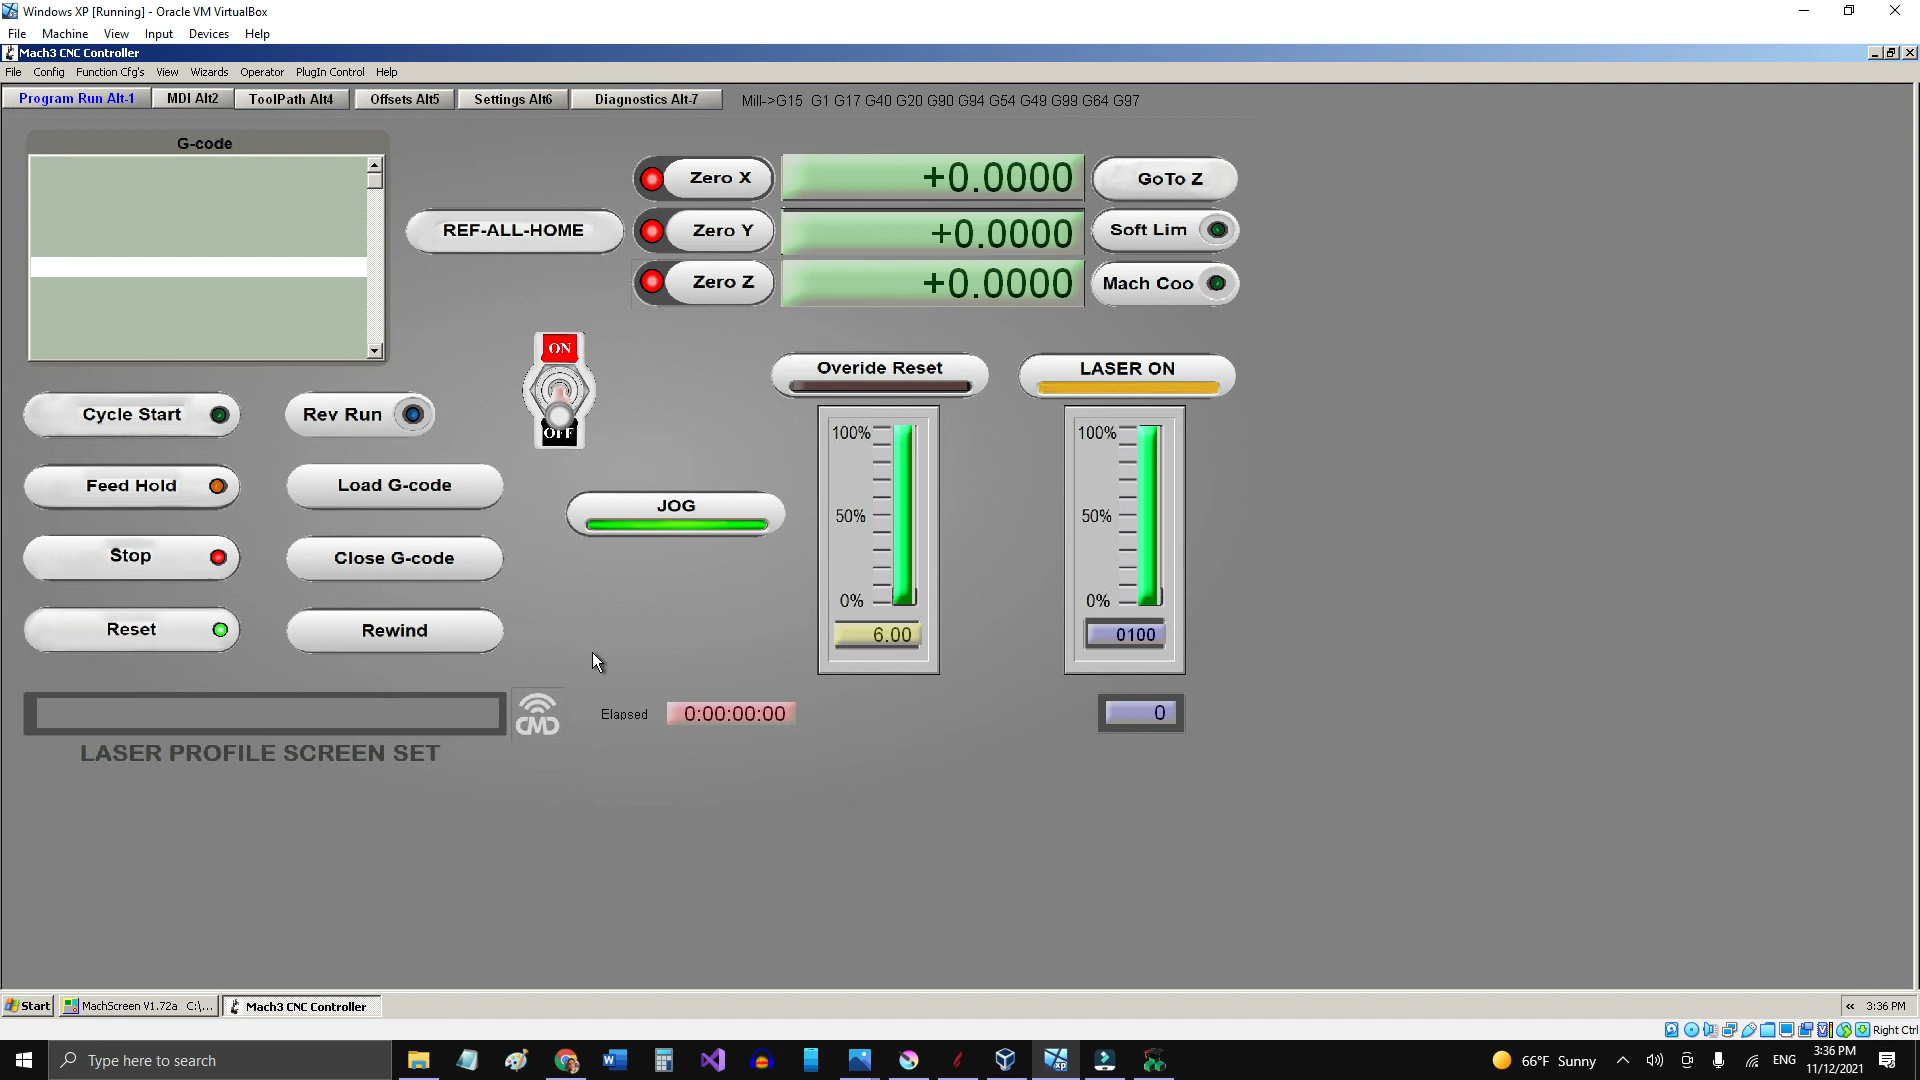 Windows XP [Running] - Oracle VM VirtualBox
File Machine View Input Devices Help
Mach3 CNC Controller
File Config Function Cfg's View Wizards Operator PlugIn Control Help
Program Run Alt-1 MDI Alt2 ToolPath Alt4 Offsets Alt5 Settings Alt6 Diagnostics Alt-7 Mill->G15 G1 G17 G40 G20 G90 G94 G54 G49 G99 G64 G97
G-code
Zero X +0.0000 GoTo Z
REF-ALL-HOME Zero Y +0.0000 Soft Lim
Zero Z +0.0000 Mach Coo
ON
OFF
Overide Reset LASER ON
Cycle Start Rev Run
100% 100%
Feed Hold Load G-code
JOG
50% 50%
Stop Close G-code
0% 0%
Reset Rewind
6.00 0100
CMD
Elapsed 0:00:00:00 0
LASER PROFILE SCREEN SET
Start MachScreen V1.72a C:\... Mach3 CNC Controller « 3:36 PM
Right Ctrl
Type here to search 66°F Sunny ENG 3:36 PM
11/12/2021